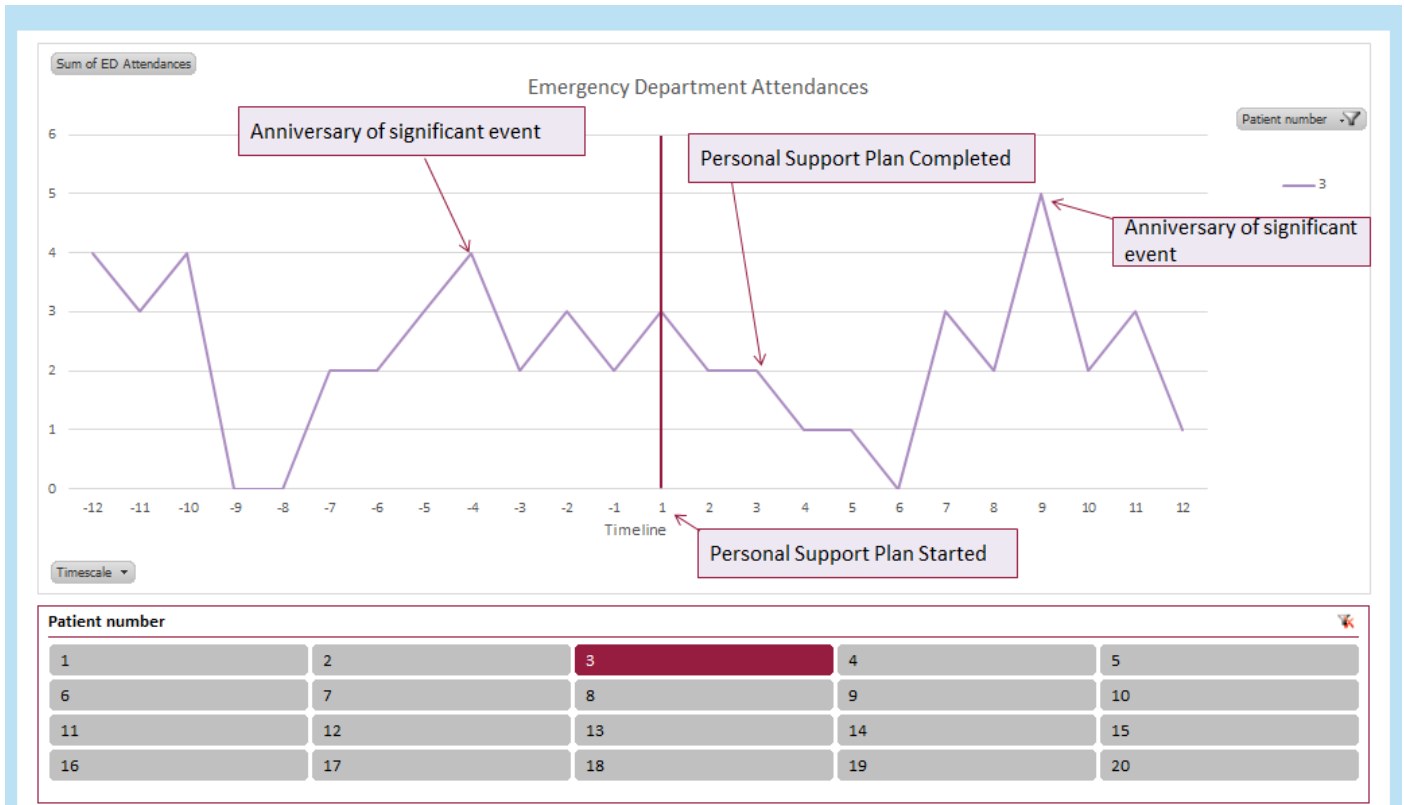 Sum of ED Attendances
Emergency Department Attendances
Patient number
Anniversary of significant event
Personal Support Plan Completed
3
Anniversary of significant
event
6
5
4
3
2
1
0
-12 -11 -10 -9 -8 -7 -6 -5 -4 -3 -2 -1 1 2 3 4 5 6 7 8 9 10 11 12
Timeline
Personal Support Plan Started
Timescale
Patient number
1 2 3 4 5
6 7 8 9 10
11 12 13 14 15
16 17 18 19 20